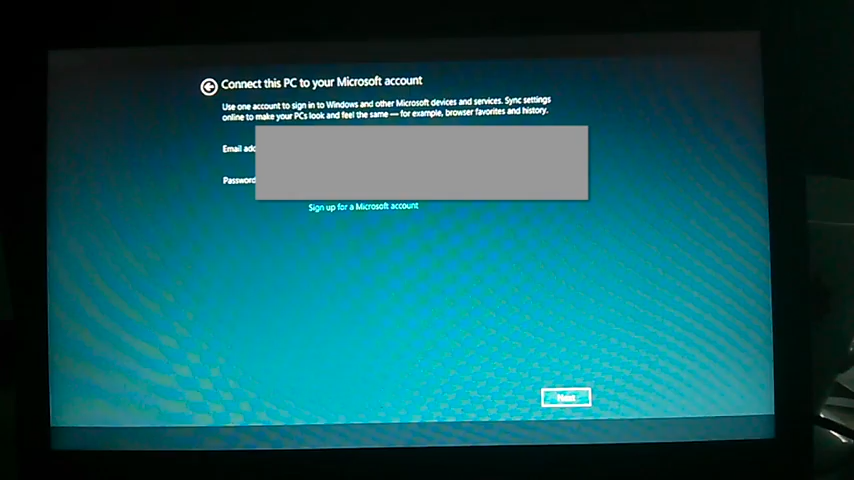 Connect this PC to your Microsoft account
Use one account to sign in to Windows and other Microsoft devices and services. Sync settings
online to make your PCs look and feel the same — for example, browser favorites and history.
Email add
Password
Sign up for a Microsoft account
Next